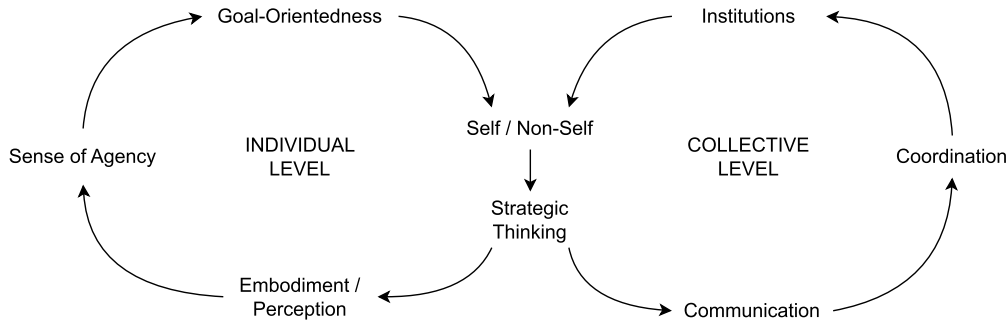 Goal-Orientedness
Institutions
Self / Non-Self
Sense of Agency
INDIVIDUAL
LEVEL
COLLECTIVE
LEVEL
Coordination
Strategic
Thinking
Embodiment /
Perception
Communication